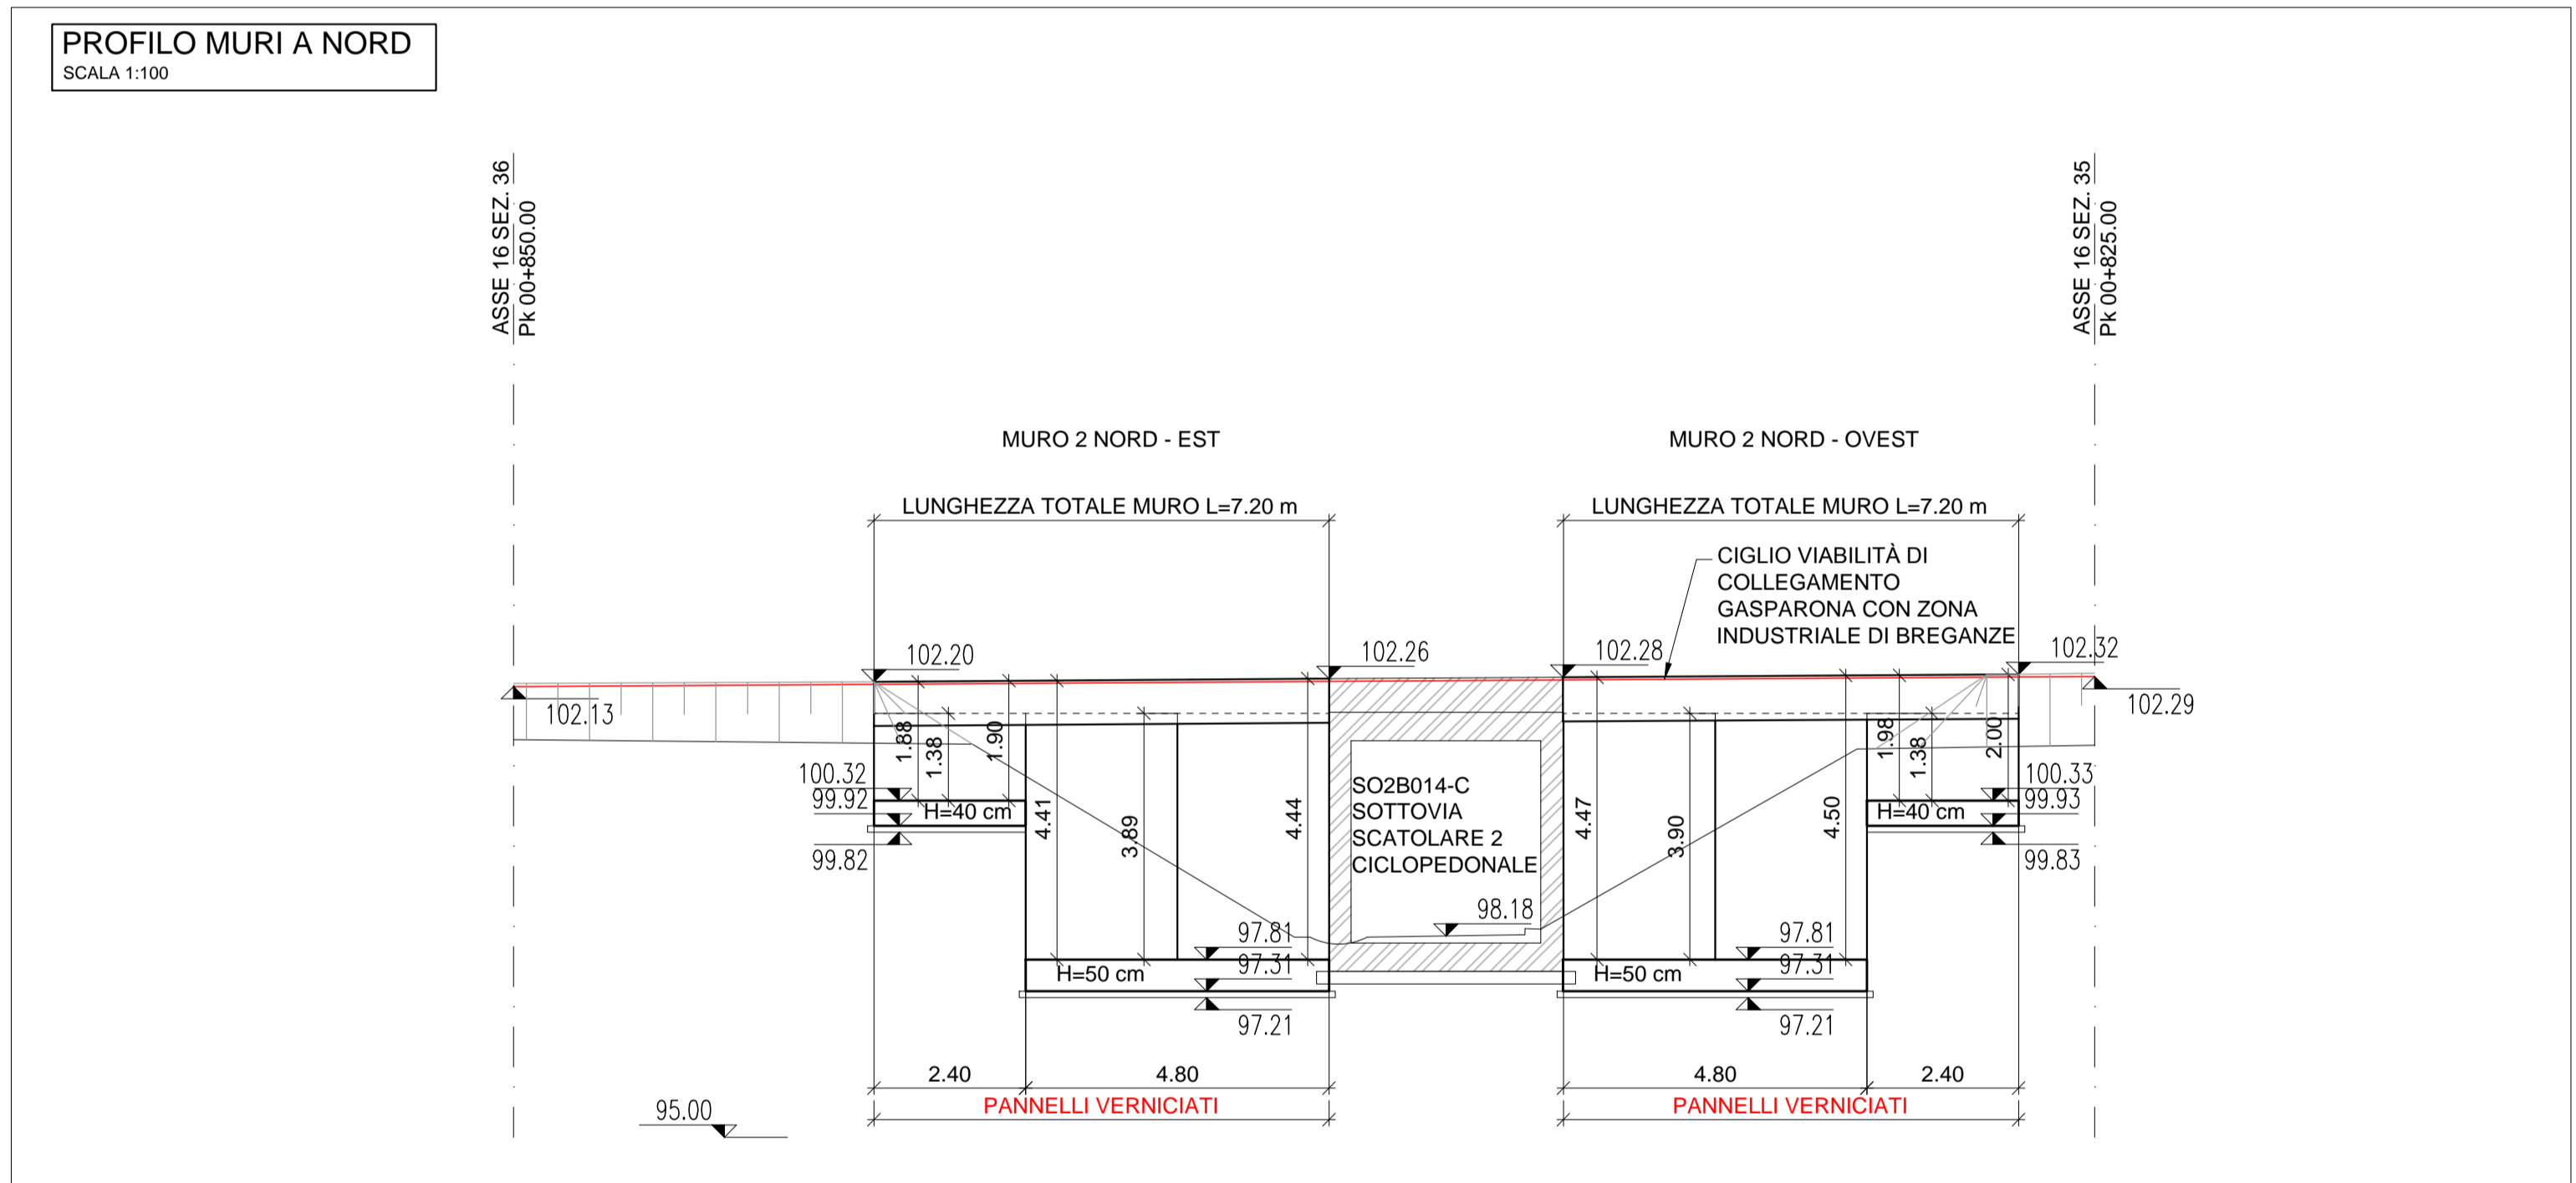 PROFILO MURI A NORD
SCALA 1:100
ASSE 16 SEZ. 36
Pk 00+850.00
ASSE 16 SEZ. 35
Pk 00+825.00
MURO 2 NORD - EST
MURO 2 NORD - OVEST
LUNGHEZZA TOTALE MURO L=7.20 m
LUNGHEZZA TOTALE MURO L=7.20 m
CIGLIO VIABILITÀ DI
COLLEGAMENTO
GASPARONA CON ZONA
INDUSTRIALE DI BREGANZE
102.20
102.26
102.28
102.32
102.13
102.29
1.88
1.38
1.90
1.98
1.38
2.00
100.32
99.92
99.82
H=40 cm
4.41
3.89
4.44
SO2B014-C
SOTTOVIA
SCATOLARE 2
CICLOPEDONALE
98.18
4.47
3.90
4.50
H=40 cm
100.33
99.93
99.83
97.81
97.31
97.21
H=50 cm
97.81
97.31
97.21
H=50 cm
2.40
4.80
4.80
2.40
PANNELLI VERNICIATI
PANNELLI VERNICIATI
95.00